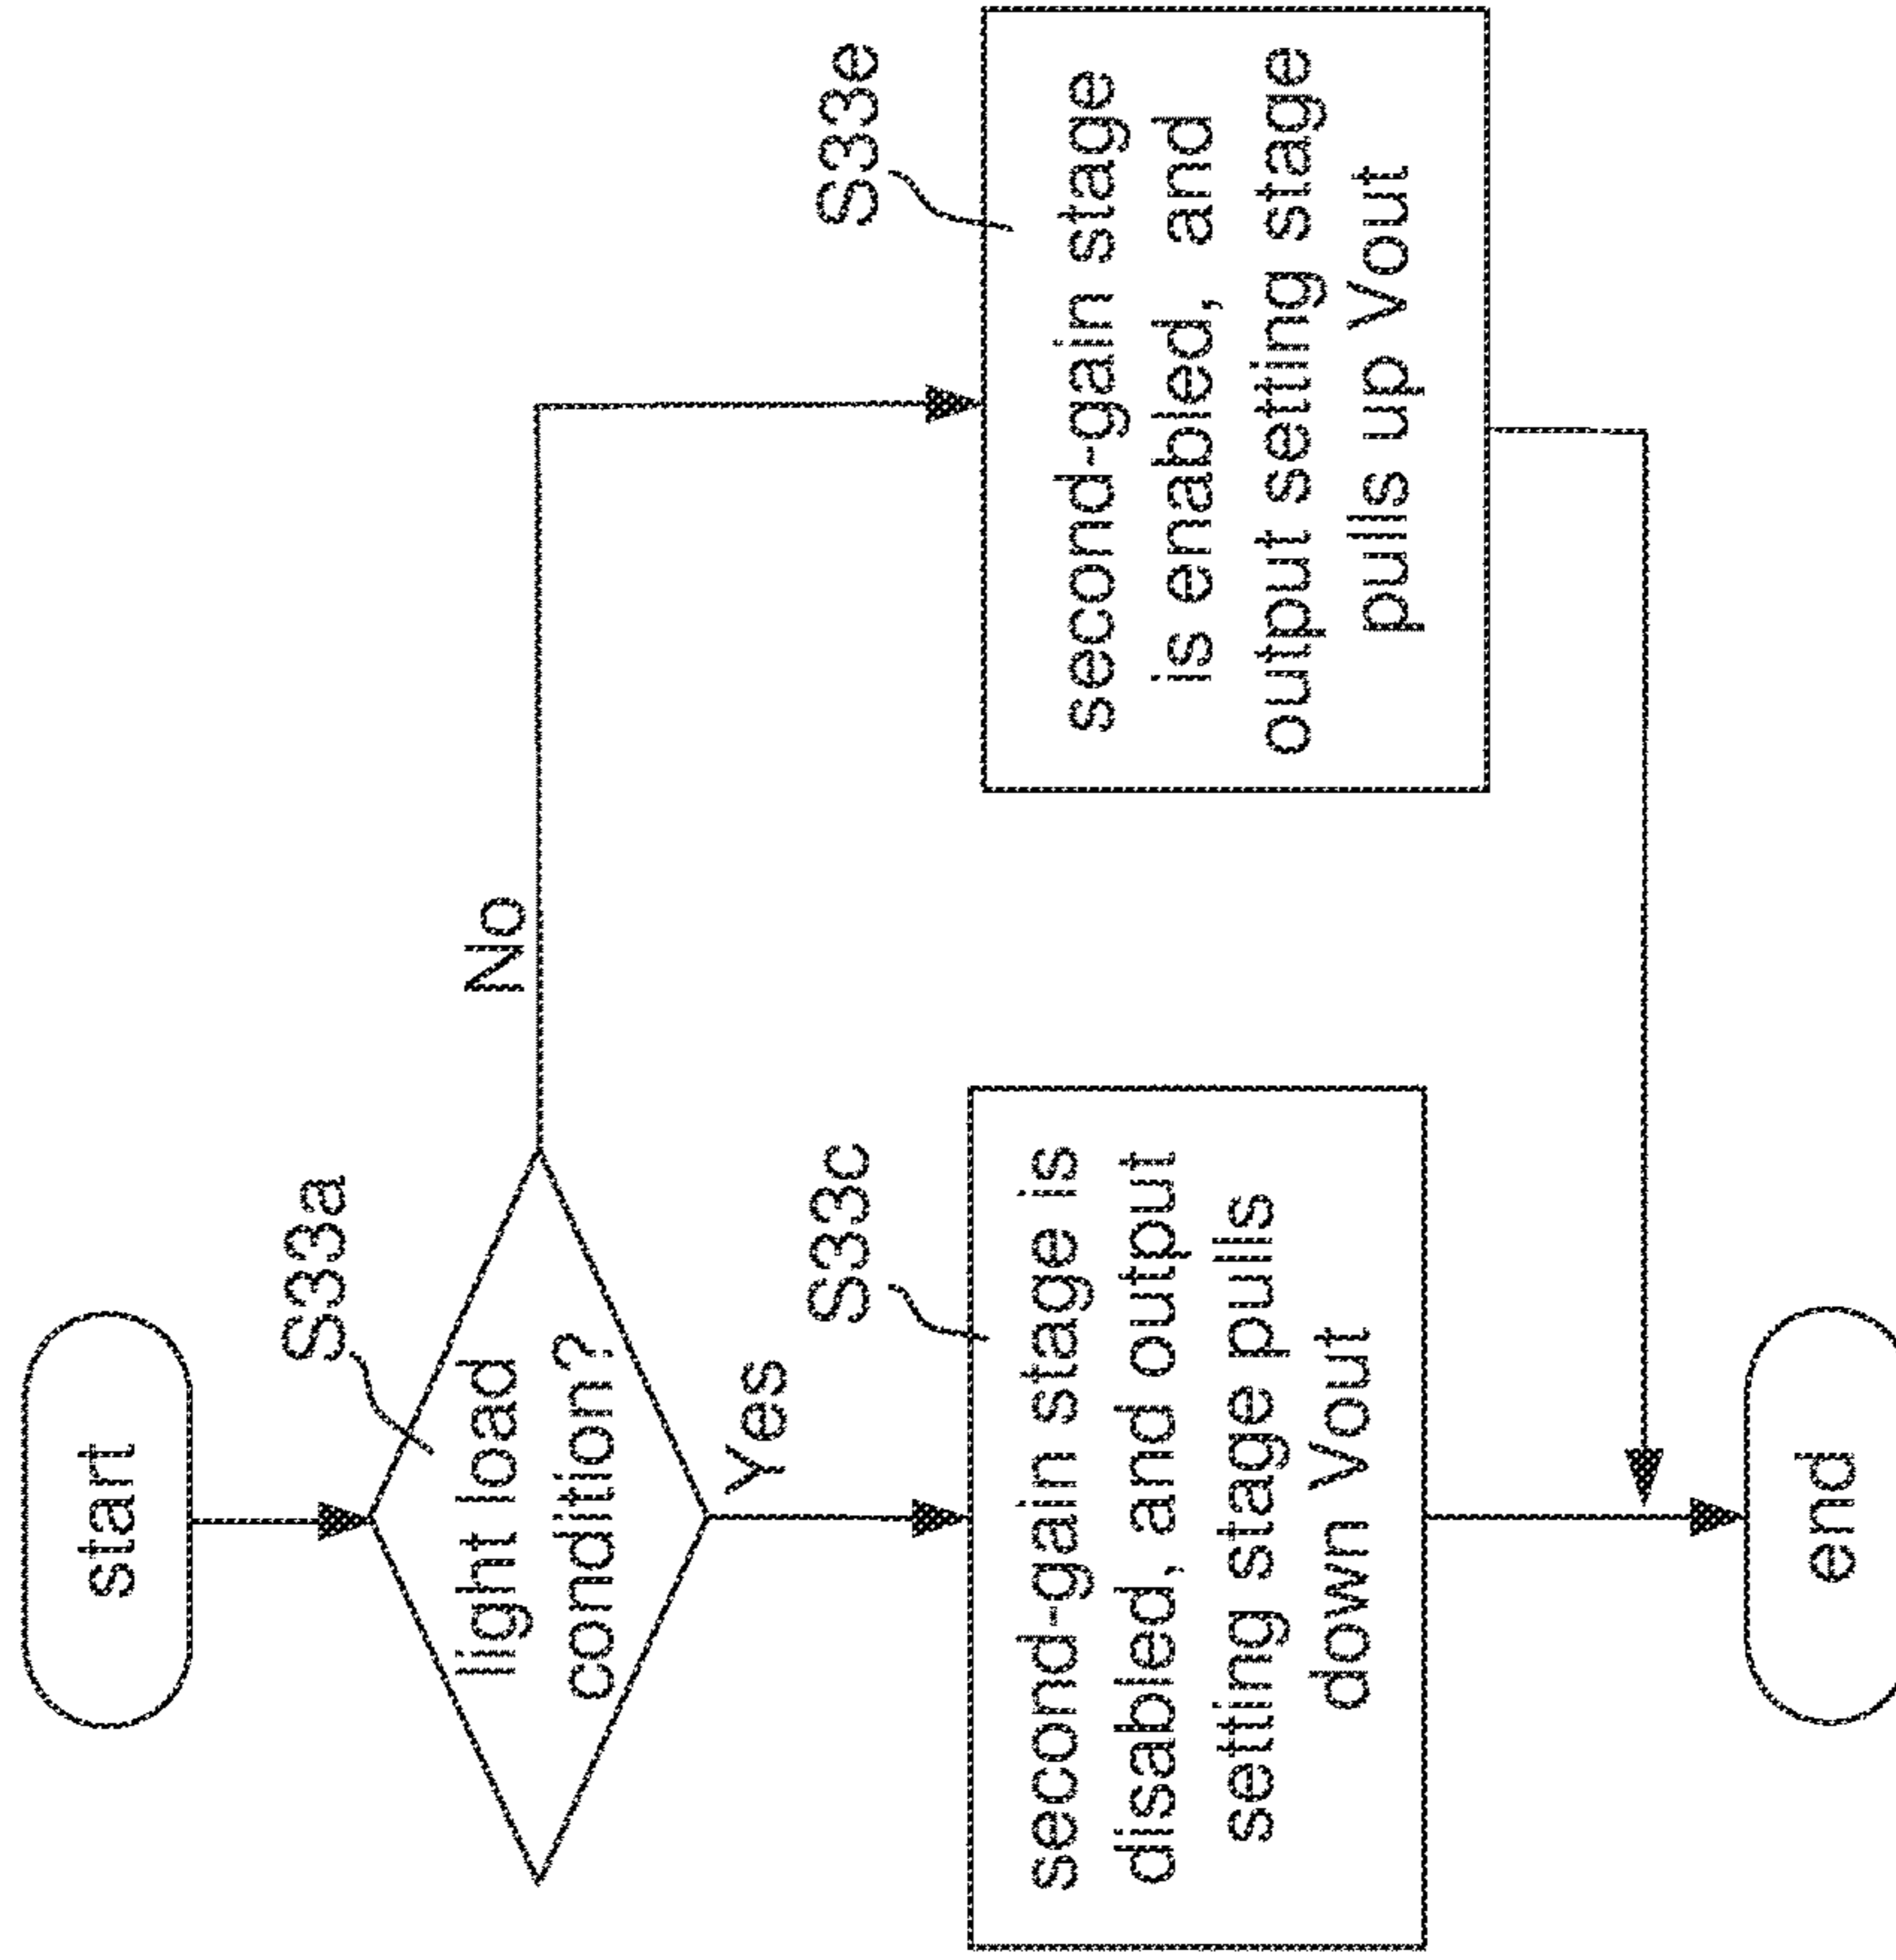 start
S33a
light load
condition?
No
Yes
S33c
second-gain stage is
disabled, and output
setting stage pulls
down Vout
S33e
second-gain stage
is enabled, and
output setting stage
pulls up Vout
end